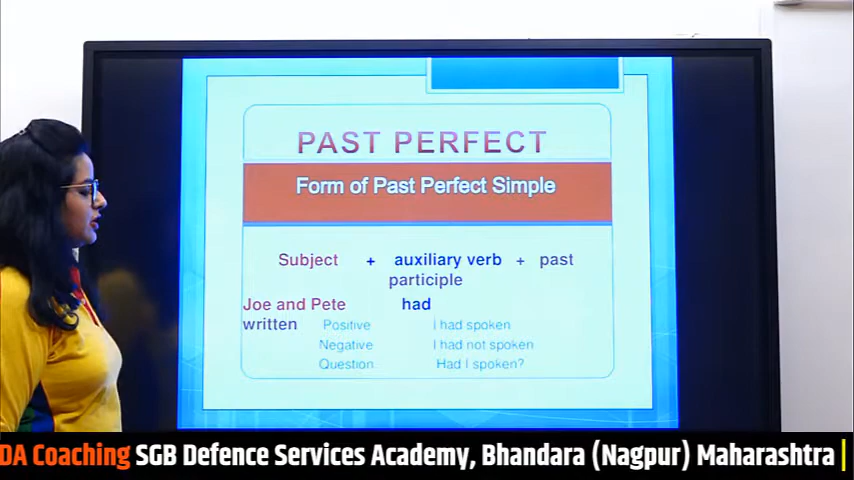 PAST PERFECT
Form of Past Perfect Simple
Subject + auxiliary verb + past
participle
Joe and Pete had
written Positive I had spoken
Negative I had not spoken
Question Had I spoken?
DA Coaching SGB Defence Services Academy, Bhandara (Nagpur) Maharashtra |